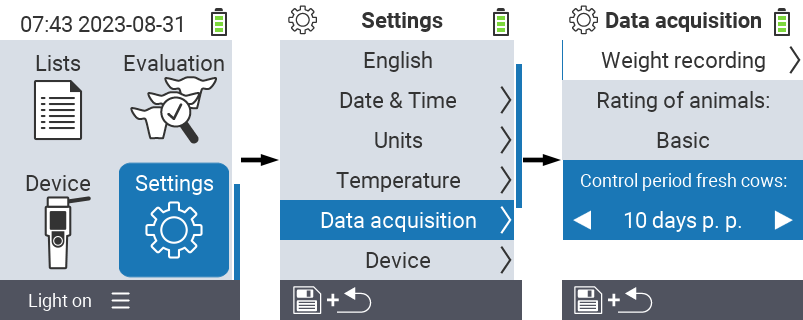 07:43 2023-08-31
Lists
Evaluation
Device
Settings
Light on
Settings
English
Date & Time
Units
Temperature
Data acquisition
Device
+
Data acquisition
Weight recording
Rating of animals:
Basic
Control period fresh cows:
10 days p. p.
+